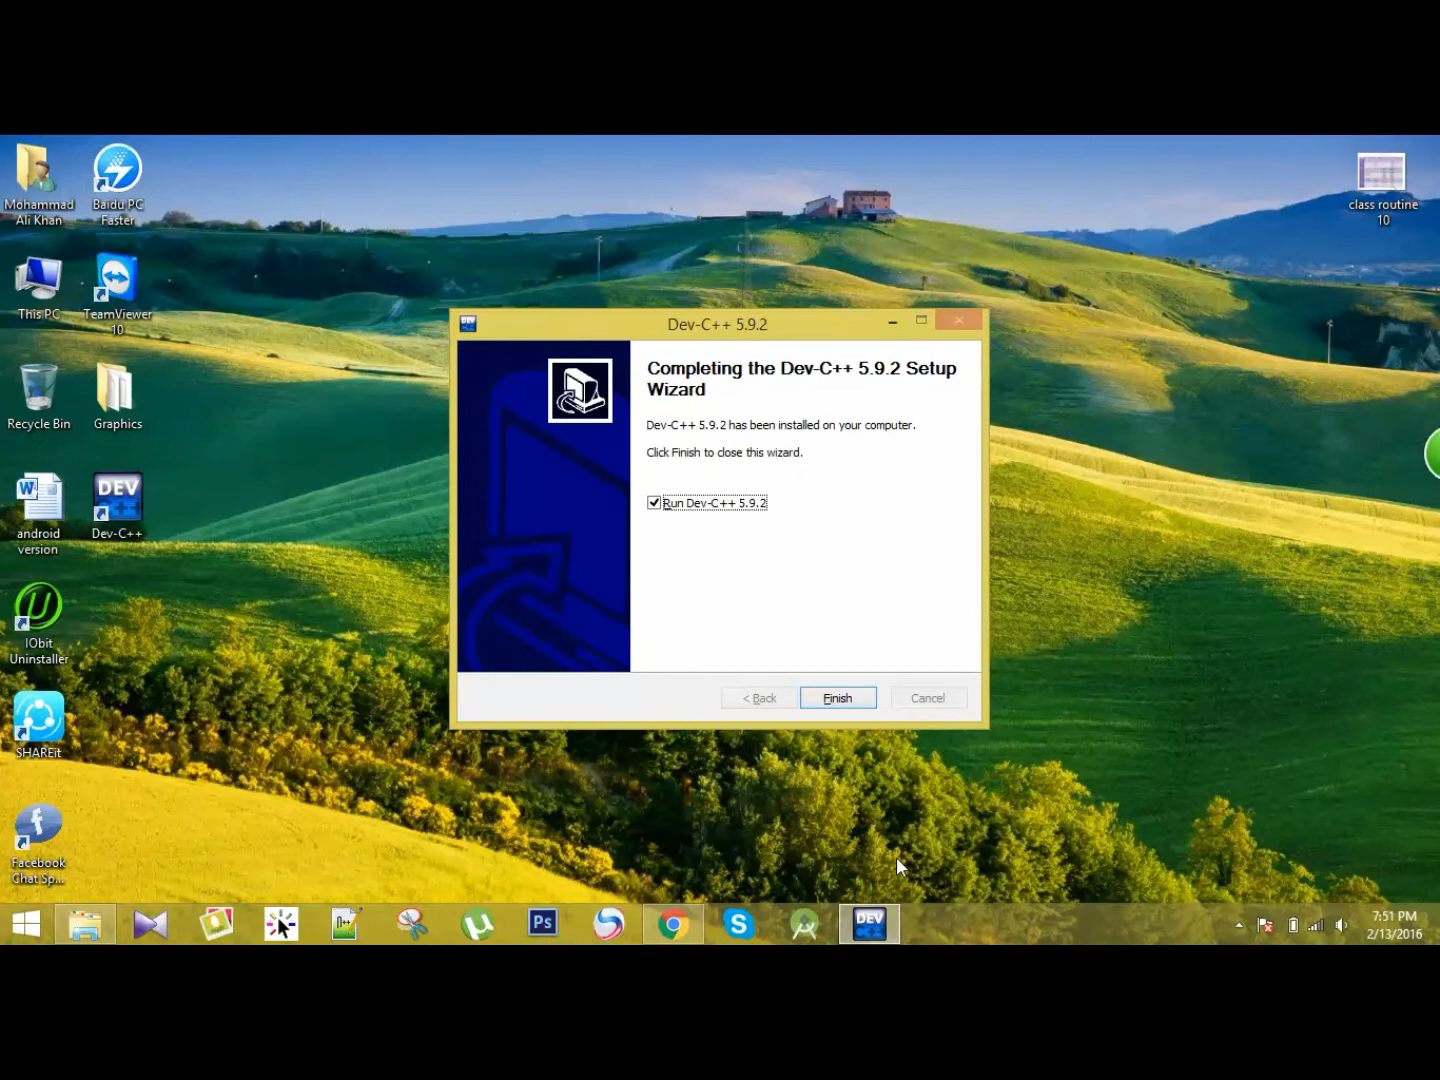 Mohammad
Ali Khan
Baidu PC
Faster
class routine
10
This PC
TeamViewer
10
Recycle Bin
Graphics
W
android
version
DEV
C++
Dev-C++
IObit
Uninstaller
SHAREit
Facebook
Chat Sp...
Dev-C++ 5.9.2
Completing the Dev-C++ 5.9.2 Setup
Wizard
Dev-C++ 5.9.2 has been installed on your computer.
Click Finish to close this wizard.
Run Dev-C++ 5.9.2
< Back
Finish
Cancel
Ps
DEV
C++
7:51 PM
2/13/2016